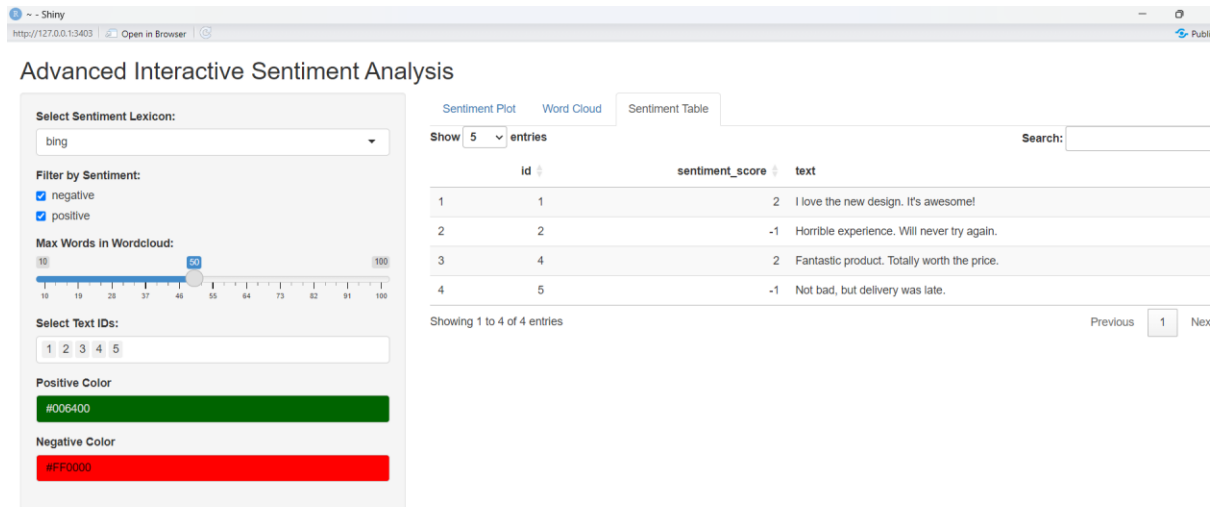 ~ - Shiny
http://127.0.0.1:3403 Open in Browser Publi
Advanced Interactive Sentiment Analysis
Select Sentiment Lexicon:
bing
Filter by Sentiment:
negative
positive
Max Words in Wordcloud:
10 50 100
10 19 28 37 46 55 64 73 82 91 100
Select Text IDs:
1 2 3 4 5
Positive Color
#006400
Negative Color
#FF0000
Sentiment Plot Word Cloud Sentiment Table
Show 5 entries Search:
id sentiment_score text
1 1 2 I love the new design. It's awesome!
2 2 -1 Horrible experience. Will never try again.
3 4 2 Fantastic product. Totally worth the price.
4 5 -1 Not bad, but delivery was late.
Showing 1 to 4 of 4 entries Previous 1 Nex